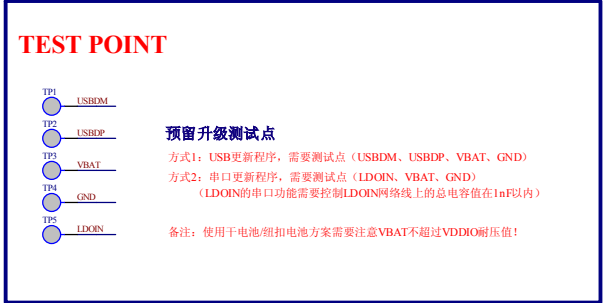 TEST POINT
TP1
USBDM
TP2
USBDP
TP3
VBAT
TP4
GND
TP5
LDOIN
预留升级测试点
方式1：USB更新程序，需要测试点（USBDM、USBDP、VBAT、GND）
方式2：串口更新程序，需要测试点（LDOIN、VBAT、GND）
（LDOIN的串口功能需要控制LDOIN网络线上的总电容值在1nF以内）
备注：使用干电池/纽扣电池方案需要注意VBAT不超过VDDIO耐压值！